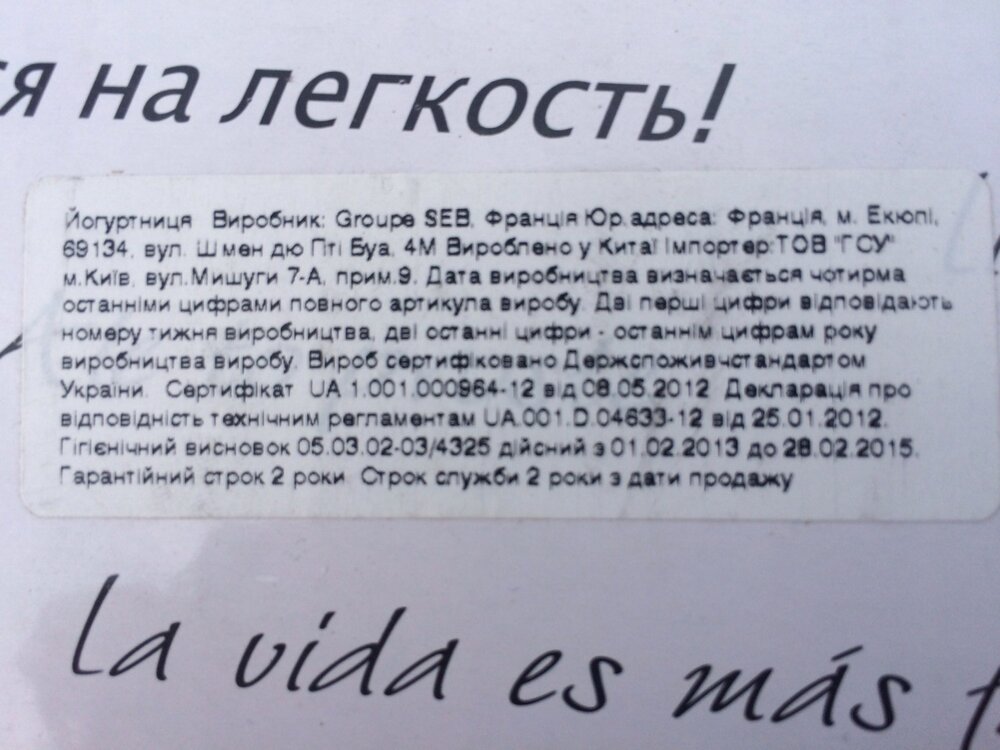 я на легкость!
Йогуртниця Виробник: Groupe SEB, Франція Юр.адреса: Франція, м. Екюлі,
69134, вул. Шмен дю Піті Буа, 4М Вироблено у Китаї Імпортер:ТОВ "ГСУ"
м.Київ, вул.Мишуги 7-А, прим.9. Дата виробництва визначається чотирма
останніми цифрами повного артикула виробу. Дві перші цифри відповідають
номеру тижня виробництва, дві останні цифри - останнім цифрам року
виробництва виробу. Вироб сертифіковано Держспоживчстандартом
України. Сертифікат UA 1.001.000964-12 від 08.05.2012 Декларація про
відповідність технічним регламентам UA.001.D.04633-12 від 25.01.2012.
Гігієнічний висновок 05.03.02-03/4325 дійсний з 01.02.2013 до 28.02.2015.
Гарантійний строк 2 роки. Строк служби 2 роки з дати продажу
la vida es más